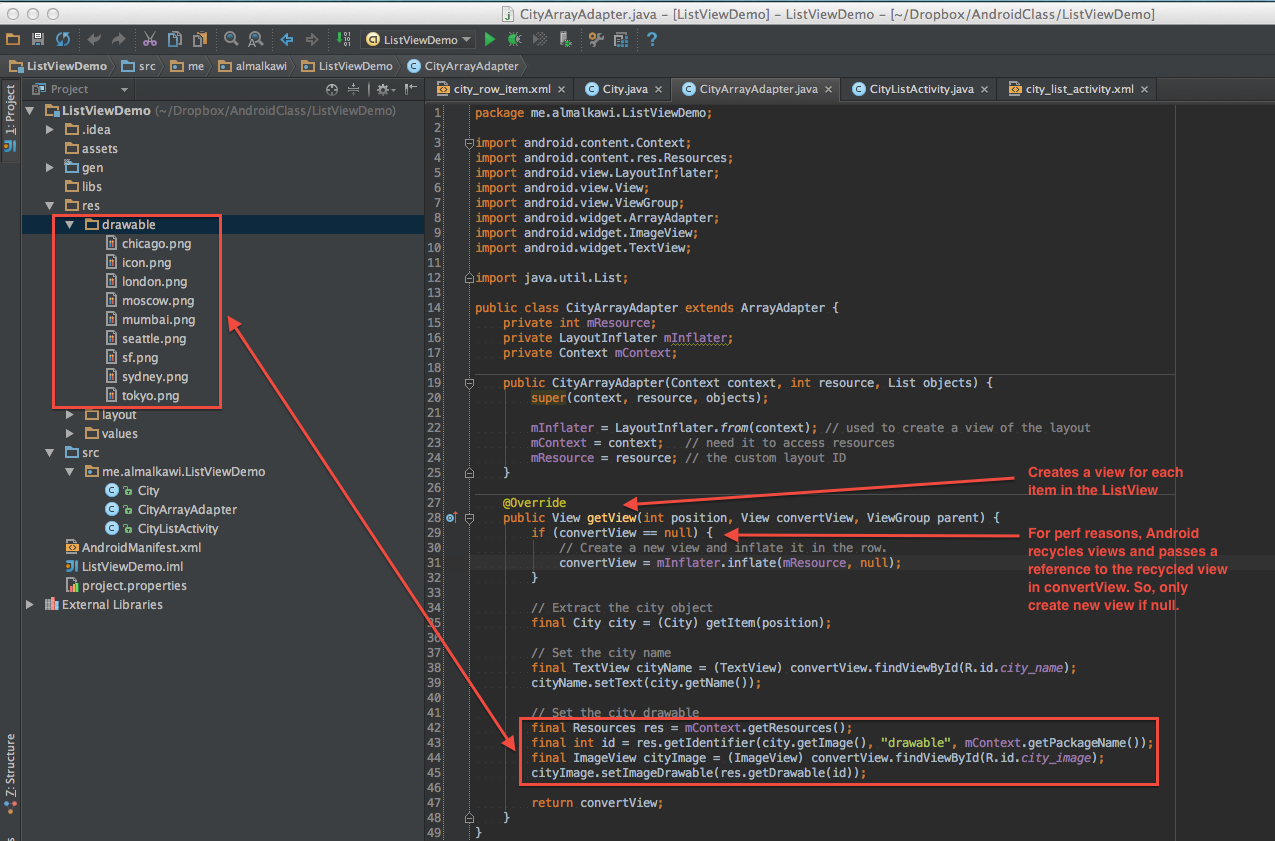 CityArrayAdapter.java – [ListViewDemo] – ListViewDemo – [~/Dropbox/AndroidClass/ListViewDemo]
ListViewDemo
ListViewDemo src me almalkawi ListViewDemo CityArrayAdapter
1: Project
Z: Structure
Project
ListViewDemo (~/Dropbox/AndroidClass/ListViewDemo)
.idea
assets
gen
libs
res
drawable
chicago.png
icon.png
london.png
moscow.png
mumbai.png
seattle.png
sf.png
sydney.png
tokyo.png
layout
values
src
me.almalkawi.ListViewDemo
City
CityArrayAdapter
CityListActivity
AndroidManifest.xml
ListViewDemo.iml
project.properties
External Libraries
city_row_item.xml City.java CityArrayAdapter.java CityListActivity.java city_list_activity.xml
1 package me.almalkawi.ListViewDemo;
2
3 import android.content.Context;
4 import android.content.res.Resources;
5 import android.view.LayoutInflater;
6 import android.view.View;
7 import android.view.ViewGroup;
8 import android.widget.ArrayAdapter;
9 import android.widget.ImageView;
10 import android.widget.TextView;
11
12 import java.util.List;
13
14 public class CityArrayAdapter extends ArrayAdapter {
15 private int mResource;
16 private LayoutInflater mInflater;
17 private Context mContext;
18
19 public CityArrayAdapter(Context context, int resource, List objects) {
20 super(context, resource, objects);
21
22 mInflater = LayoutInflater.from(context); // used to create a view of the layout
23 mContext = context; // need it to access resources
24 mResource = resource; // the custom layout ID
25 }
26
27 @Override
28 public View getView(int position, View convertView, ViewGroup parent) {
29 if (convertView == null) {
30 // Create a new view and inflate it in the row.
31 convertView = mInflater.inflate(mResource, null);
32 }
33
34 // Extract the city object
35 final City city = (City) getItem(position);
36
37 // Set the city name
38 final TextView cityName = (TextView) convertView.findViewById(R.id.city_name);
39 cityName.setText(city.getName());
40
41 // Set the city drawable
42 final Resources res = mContext.getResources();
43 final int id = res.getIdentifier(city.getImage(), "drawable", mContext.getPackageName());
44 final ImageView cityImage = (ImageView) convertView.findViewById(R.id.city_image);
45 cityImage.setImageDrawable(res.getDrawable(id));
46
47 return convertView;
48 }
49 }
Creates a view for each
item in the ListView
For perf reasons, Android
recycles views and passes a
reference to the recycled view
in convertView. So, only
create new view if null.